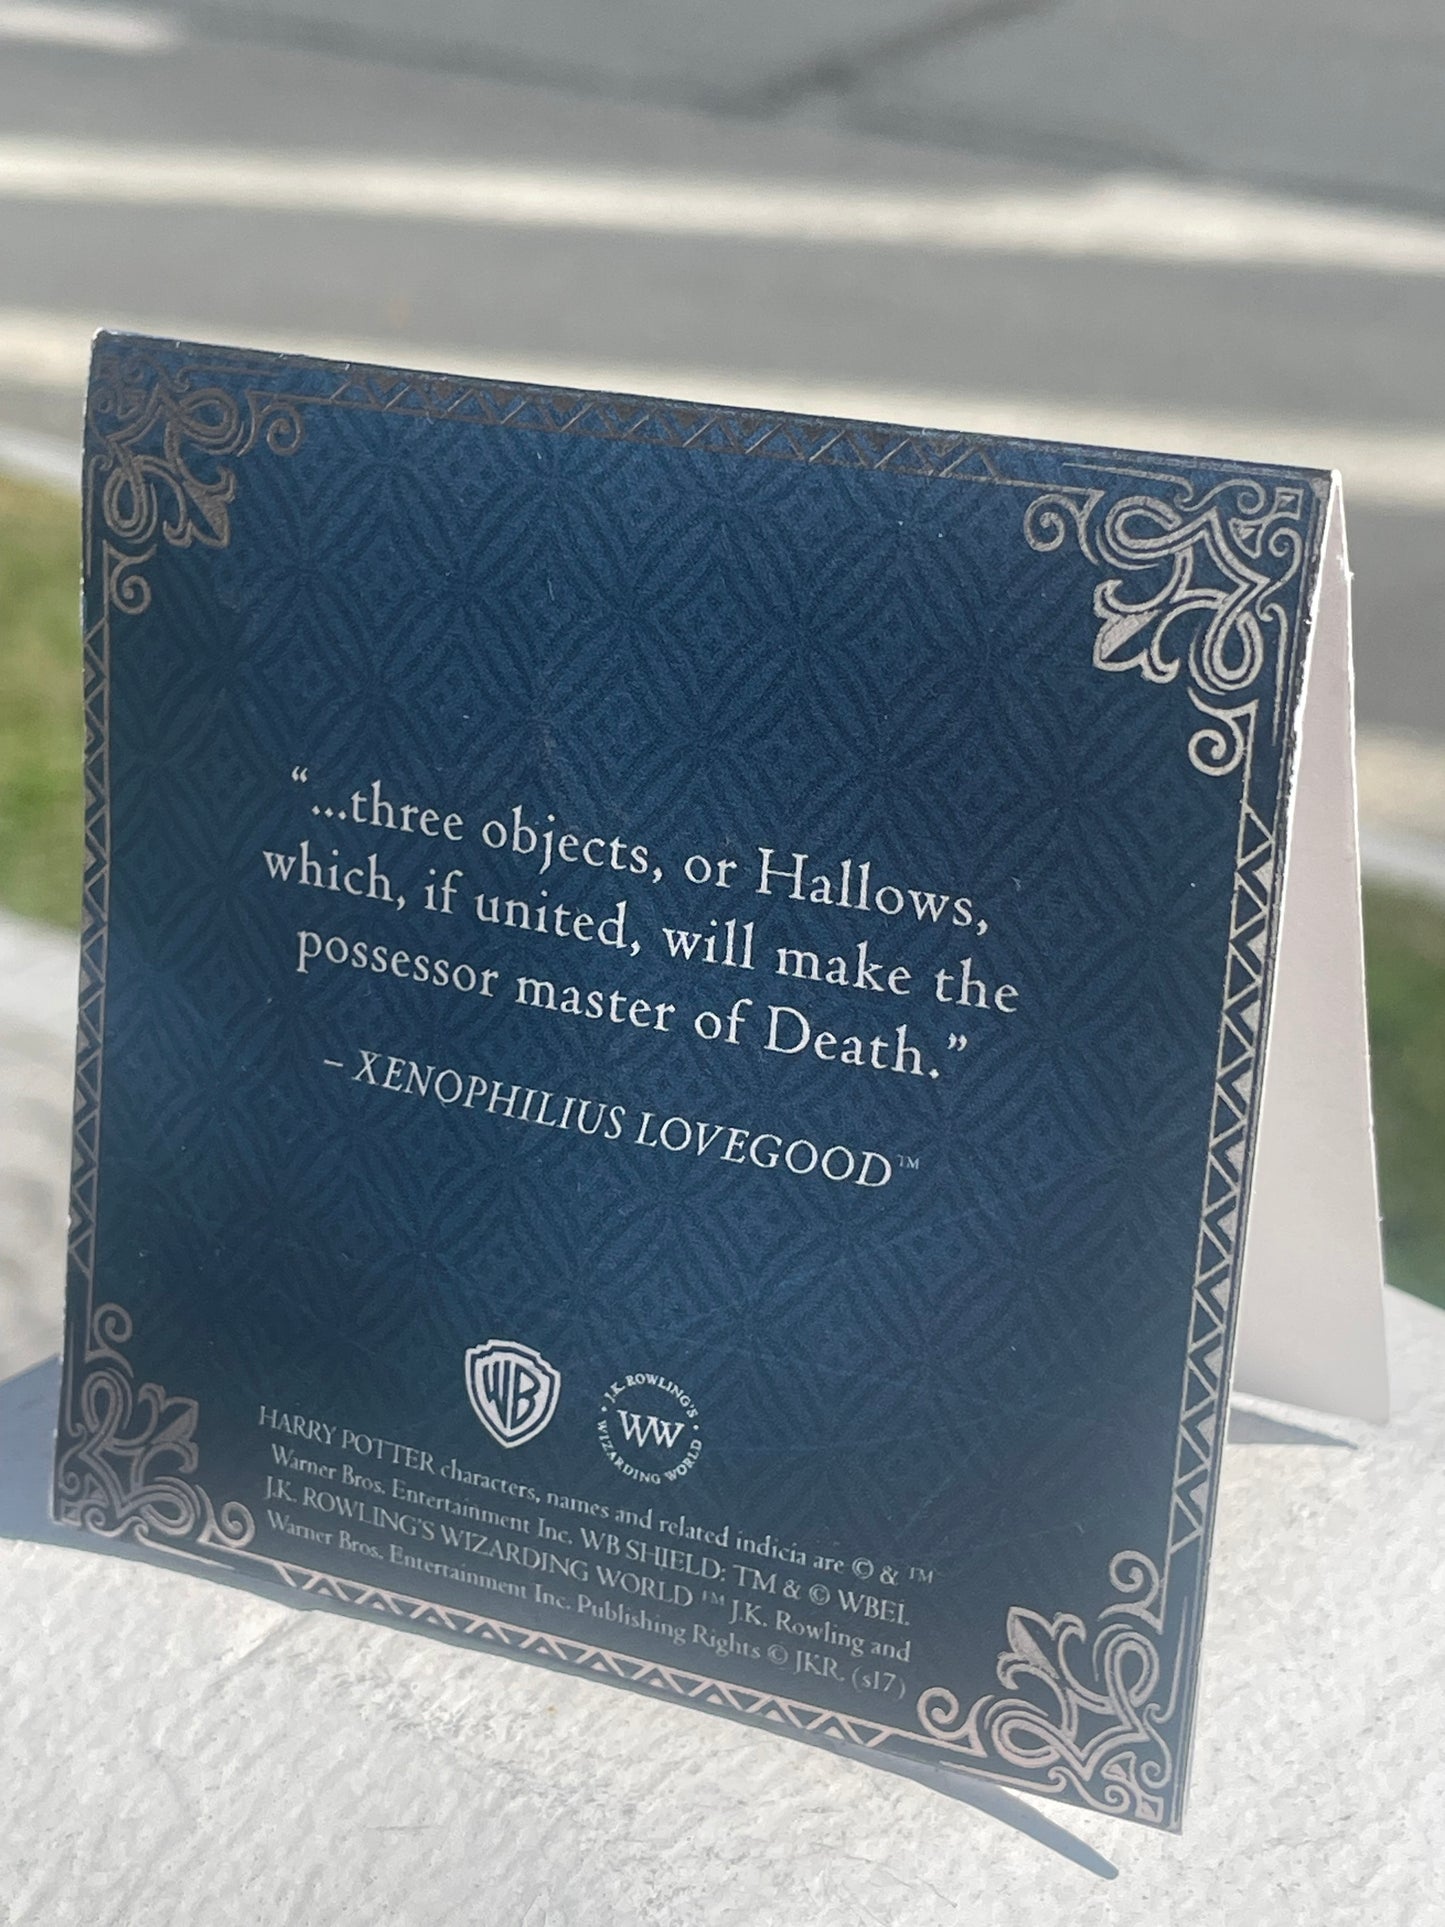 “...three objects, or Hallows,
which, if united, will make the
possessor master of Death.”
– XENOPHILIUS LOVEGOOD™
WB
J.K. ROWLING'S
WW
WIZARDING WORLD
HARRY POTTER characters, names and related indicia are © & ™
Warner Bros. Entertainment Inc. WB SHIELD: TM & © WBEI.
J.K. ROWLING'S WIZARDING WORLD ™ J.K. Rowling and
Warner Bros. Entertainment Inc. Publishing Rights © JKR. (s17)